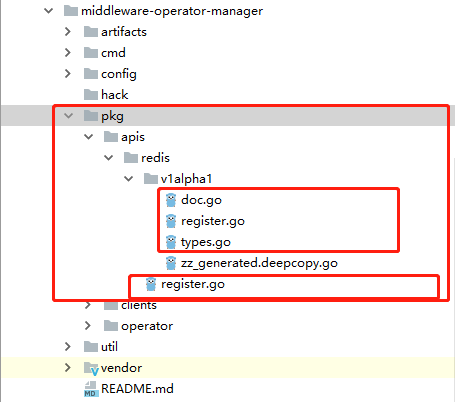 middleware-operator-manager
artifacts
cmd
config
hack
pkg
apis
redis
v1alpha1
doc.go
register.go
types.go
zz_generated.deepcopy.go
register.go
clients
operator
util
vendor
README.md